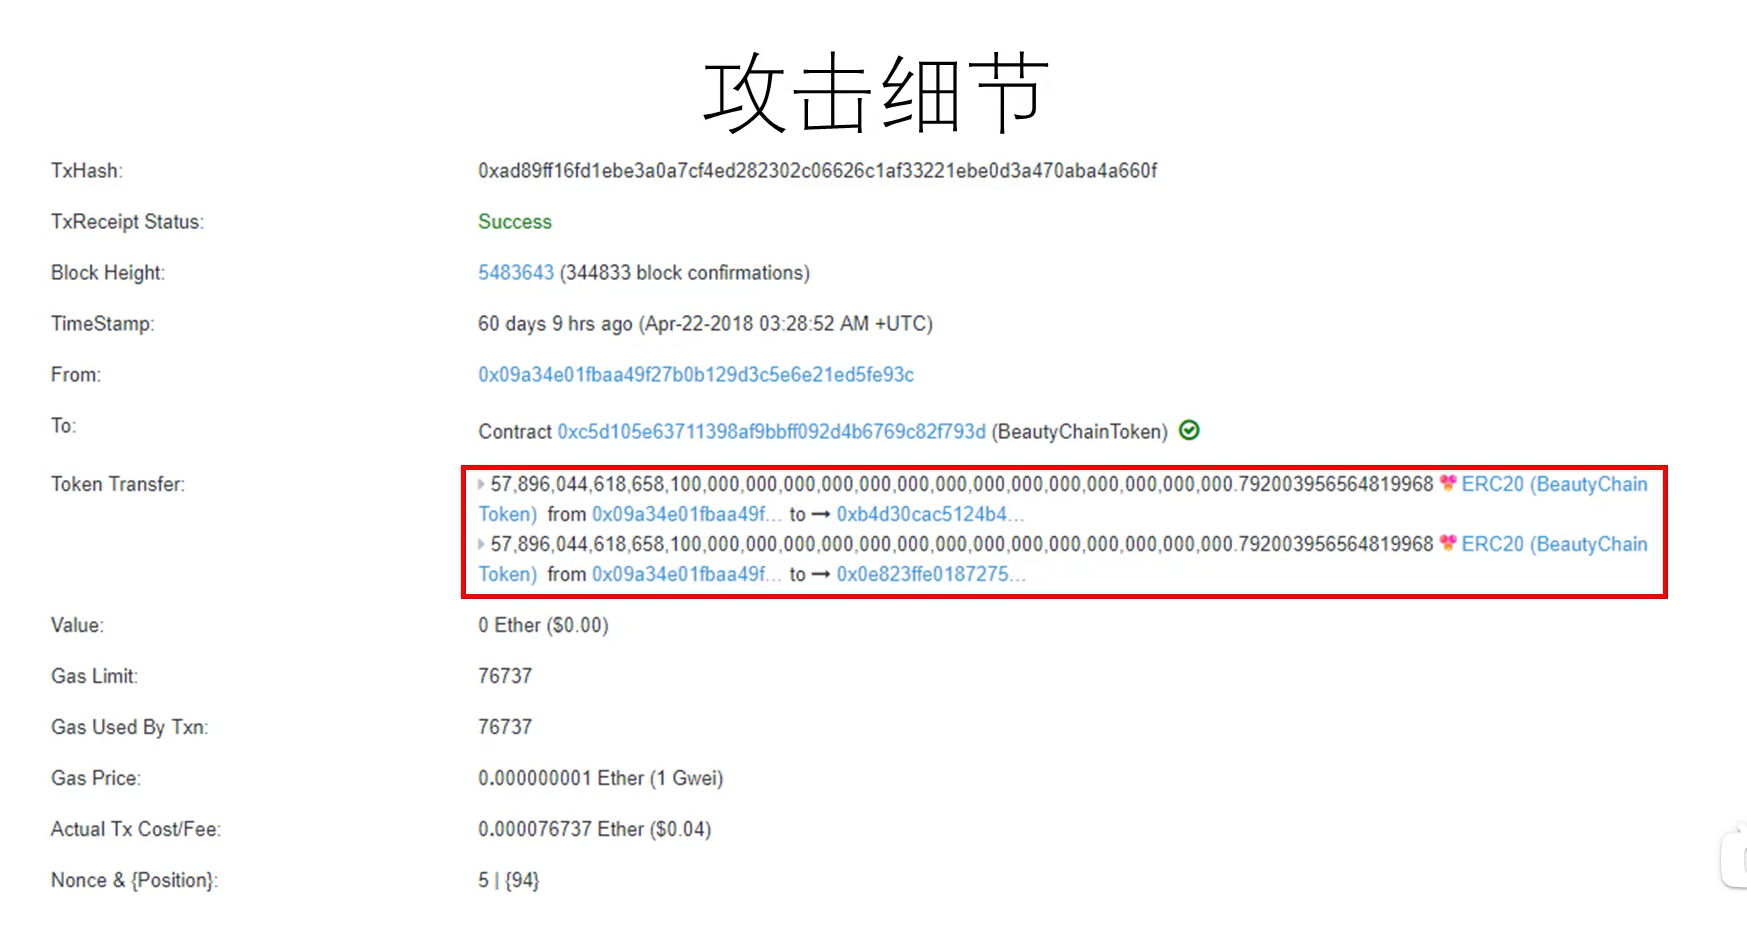 攻击细节
TxHash: 0xad89ff16fd1ebe3a0a7cf4ed282302c06626c1af33221ebe0d3a470aba4a660f
TxReceipt Status: Success
Block Height: 5483643 (344833 block confirmations)
TimeStamp: 60 days 9 hrs ago (Apr-22-2018 03:28:52 AM +UTC)
From: 0x09a34e01fbaa49f27b0b129d3c5e6e21ed5fe93c
To: Contract 0xc5d105e63711398af9bbff092d4b6769c82f793d (BeautyChainToken)
Token Transfer: 57,896,044,618,658,100,000,000,000,000,000,000,000,000,000,000,000,000,000,000,000.792003956564819968 ERC20 (BeautyChain
Token) from 0x09a34e01fbaa49f... to → 0xb4d30cac5124b4...
57,896,044,618,658,100,000,000,000,000,000,000,000,000,000,000,000,000,000,000,000.792003956564819968 ERC20 (BeautyChain
Token) from 0x09a34e01fbaa49f... to → 0x0e823ffe0187275...
Value: 0 Ether ($0.00)
Gas Limit: 76737
Gas Used By Txn: 76737
Gas Price: 0.000000001 Ether (1 Gwei)
Actual Tx Cost/Fee: 0.000076737 Ether ($0.04)
Nonce & {Position}: 5 | {94}